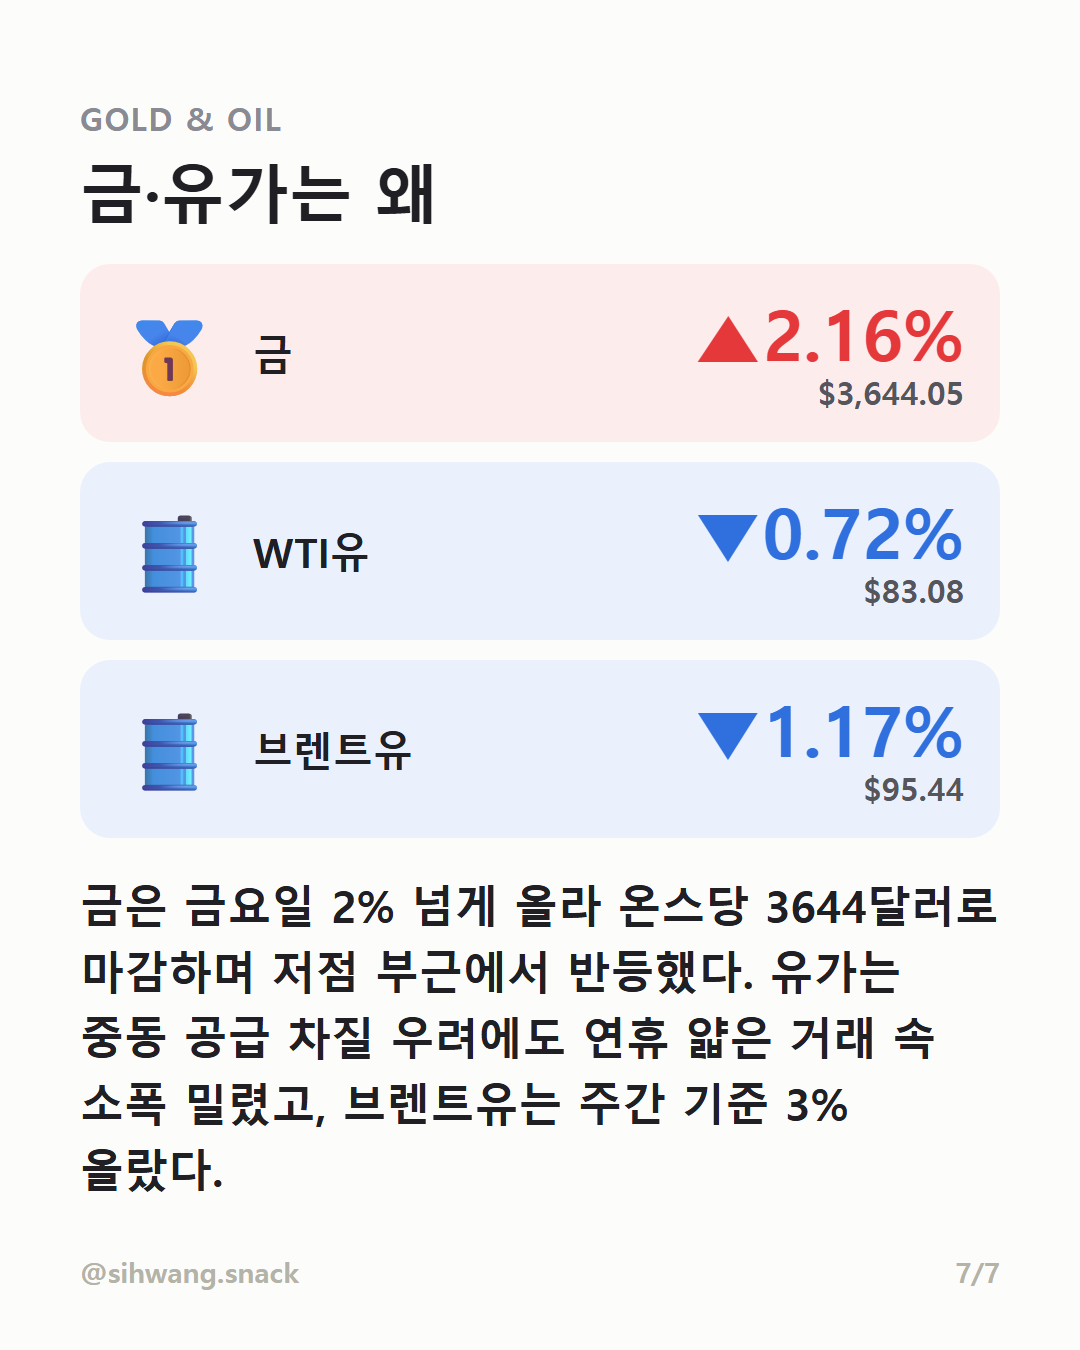 GOLD & OIL
금·유가는 왜
1
금
▲2.16%
$3,644.05
WTI유
▼0.72%
$83.08
브렌트유
▼1.17%
$95.44
금은 금요일 2% 넘게 올라 온스당 3644달러로
마감하며 저점 부근에서 반등했다. 유가는
중동 공급 차질 우려에도 연휴 얇은 거래 속
소폭 밀렸고, 브렌트유는 주간 기준 3%
올랐다.
@sihwang.snack
7/7